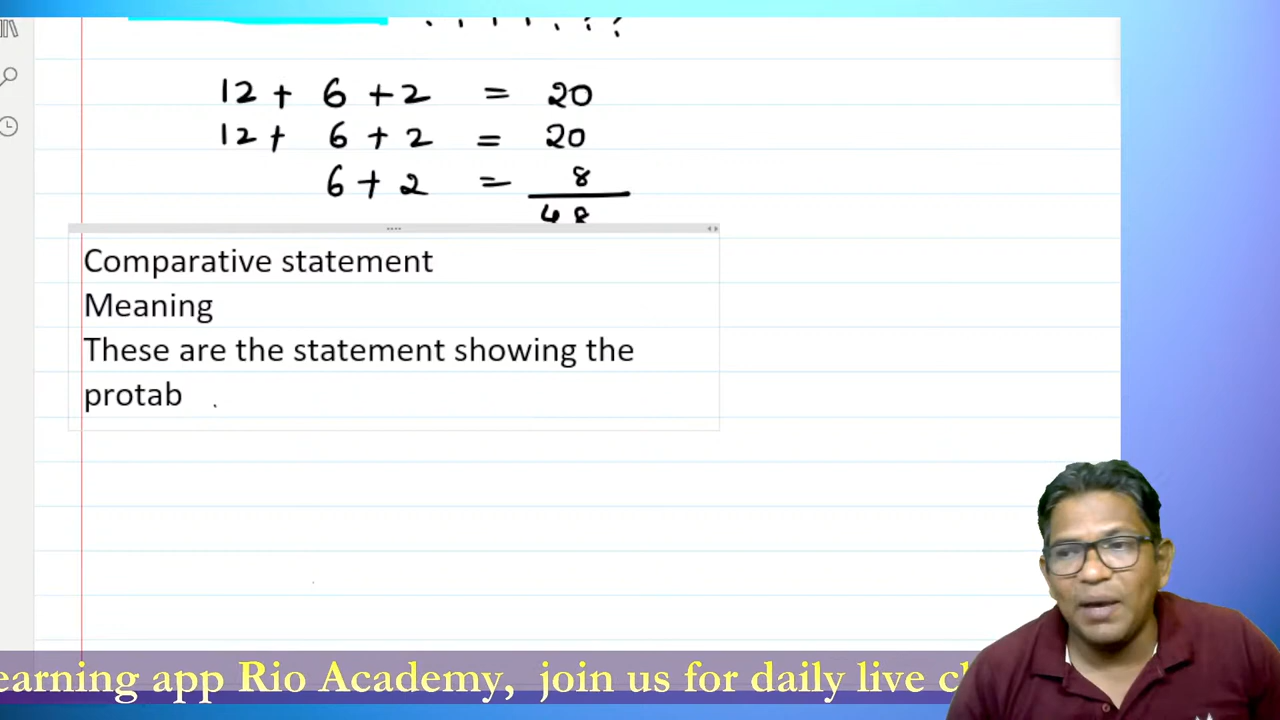 12 + 6 + 2 = 20
12 + 6 + 2 = 20
6 + 2 = 8
48
Comparative statement
Meaning
These are the statement showing the
protab
earning app Rio Academy, join us for daily live c